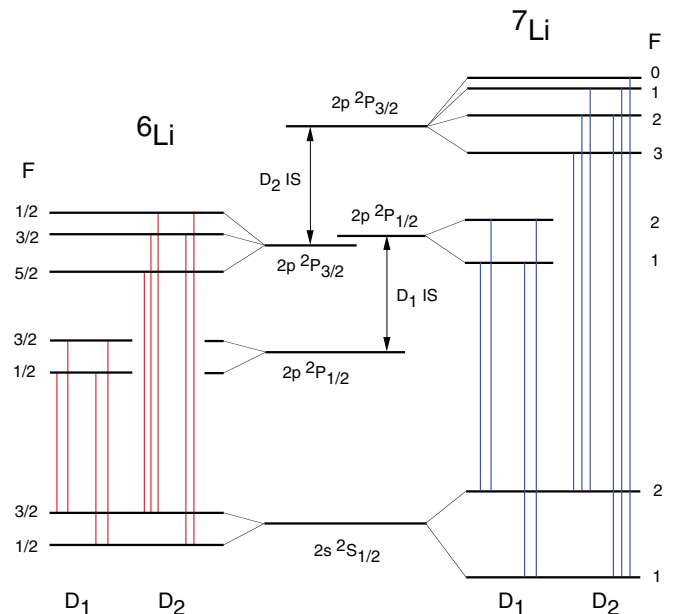 7Li
F
0
2p 2P3/2
1
2
6Li
3
F
D2 IS
1/2
2p 2P1/2
2
3/2
2p 2P3/2
1
5/2
D1 IS
3/2
1/2
2p 2P1/2
2
3/2
1/2
2s 2S1/2
1
D1
D2
D1
D2